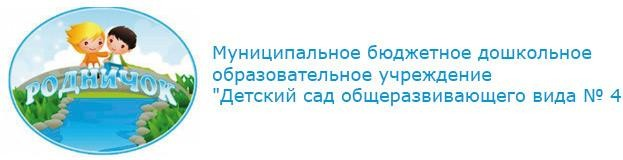 РОДНИЧОК
Муниципальное бюджетное дошкольное
образовательное учреждение
"Детский сад общеразвивающего вида № 4